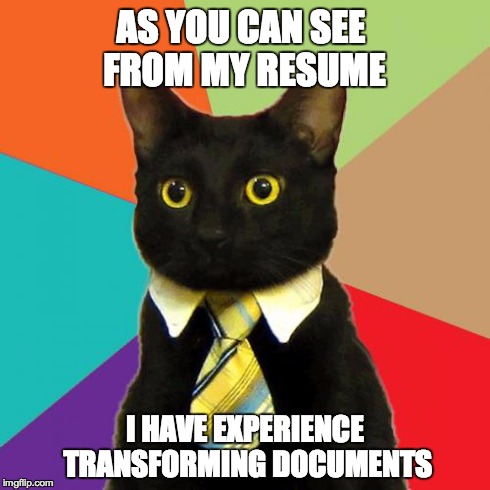 AS YOU CAN SEE
FROM MY RESUME
I HAVE EXPERIENCE
TRANSFORMING DOCUMENTS
imgflip.com